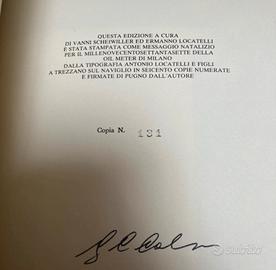 QUESTA EDIZIONE A CURA
DI VANNI SCHEIWILLER ED ERMANNO LOCATELLI
È STATA STAMPATA COME MESSAGGIO NATALIZIO
PER IL MILLENOVECENTOSETTANTASETTE DELLA
OIL METER DI MILANO
DALLA TIPOGRAFIA ANTONIO LOCATELLI E FIGLI
A TREZZANO SUL NAVIGLIO IN SEICENTO COPIE NUMERATE
E FIRMATE DI PUGNO DALL'AUTORE
Copia N. 131
subito